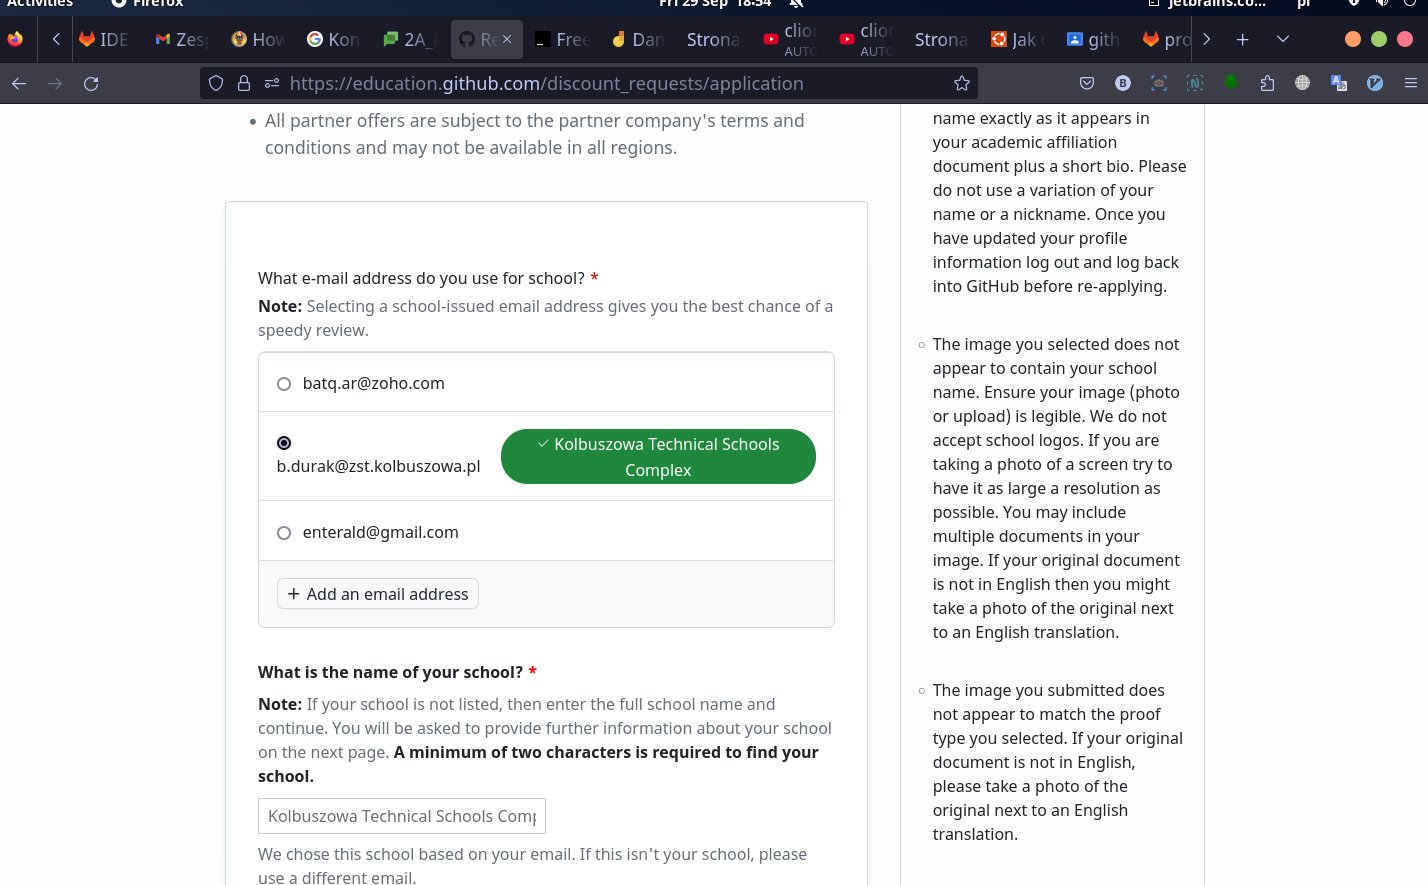 Activities Firefox Fri 29 Sep 18:54 jetbrains.co... pl
IDE Zesp How Kon 2A_ Re Free Dan Strona clion AUTO clion AUTO Strona Jak gith pro
https://education.github.com/discount_requests/application
• All partner offers are subject to the partner company's terms and
conditions and may not be available in all regions.
What e-mail address do you use for school? *
Note: Selecting a school-issued email address gives you the best chance of a
speedy review.
batq.ar@zoho.com
b.durak@zst.kolbuszowa.pl
✓ Kolbuszowa Technical Schools
Complex
enterald@gmail.com
+ Add an email address
What is the name of your school? *
Note: If your school is not listed, then enter the full school name and
continue. You will be asked to provide further information about your school
on the next page. A minimum of two characters is required to find your
school.
Kolbuszowa Technical Schools Comp
We chose this school based on your email. If this isn't your school, please
use a different email.
name exactly as it appears in
your academic affiliation
document plus a short bio. Please
do not use a variation of your
name or a nickname. Once you
have updated your profile
information log out and log back
into GitHub before re-applying.
○ The image you selected does not
appear to contain your school
name. Ensure your image (photo
or upload) is legible. We do not
accept school logos. If you are
taking a photo of a screen try to
have it as large a resolution as
possible. You may include
multiple documents in your
image. If your original document
is not in English then you might
take a photo of the original next
to an English translation.
○ The image you submitted does
not appear to match the proof
type you selected. If your original
document is not in English,
please take a photo of the
original next to an English
translation.